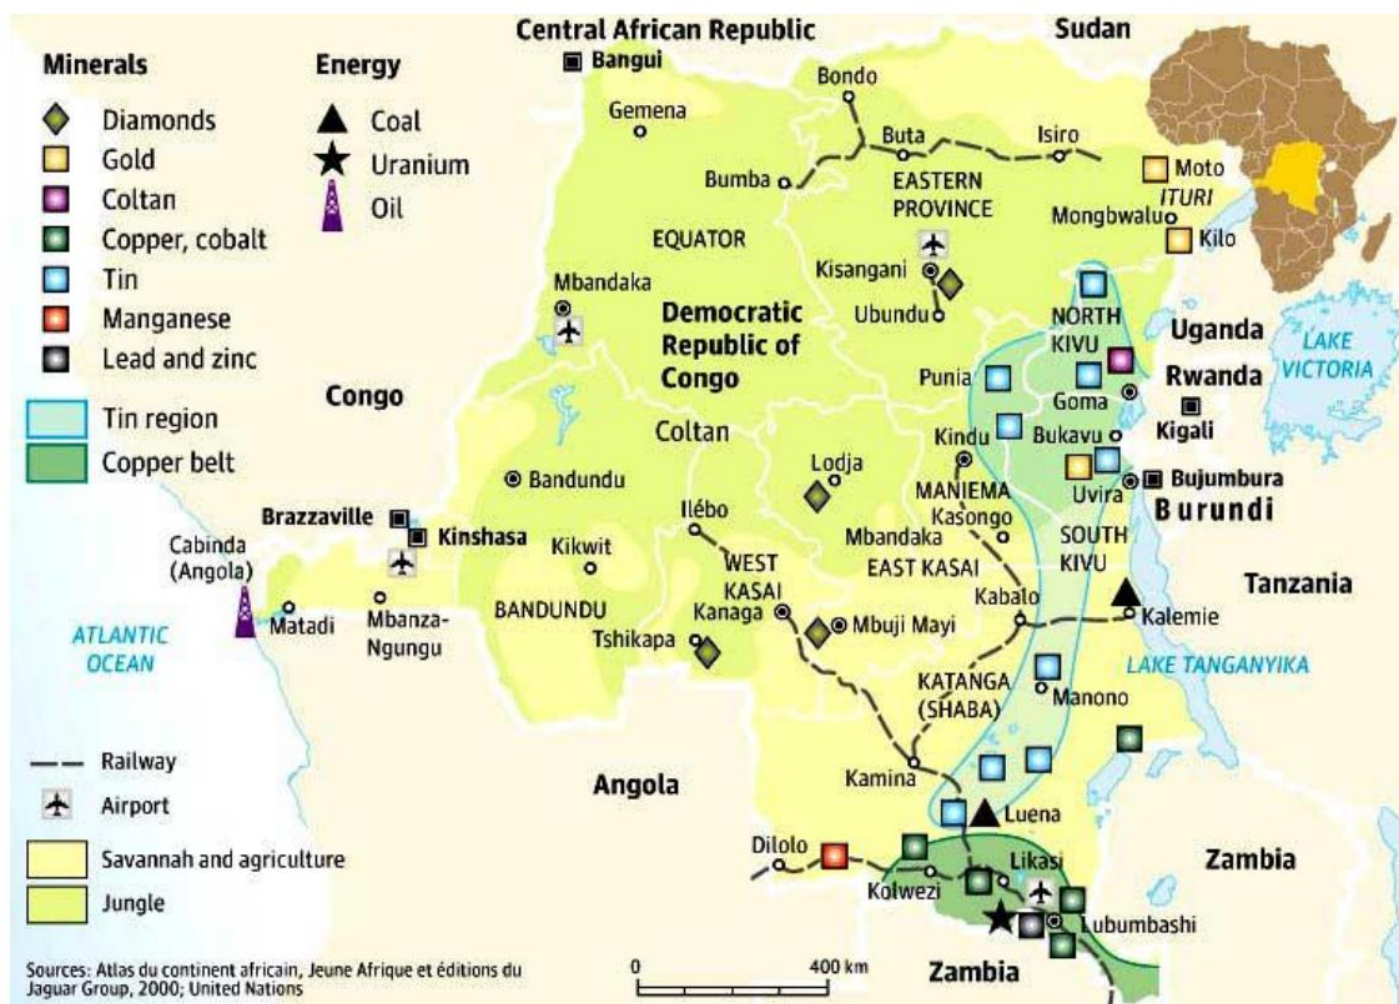 Central African Republic
Sudan
Minerals
Energy
Bangui
Bondo
Gemena
Diamonds
Coal
Buta
Isiro
Gold
Uranium
Moto
Bumba
EASTERN
PROVINCE
ITURI
Coltan
Oil
Mongbwalu
Copper, cobalt
EQUATOR
Kilo
Tin
Kisangani
Mbandaka
Manganese
Democratic
Republic of
Congo
Ubundu
NORTH
KIVU
Uganda
LAKE
VICTORIA
Lead and zinc
Punia
Rwanda
Congo
Goma
Tin region
Coltan
Kindu
Bukavu
Kigali
Copper belt
Lodja
Bandundu
MANIEMA
Uvira
Bujumbura
Burundi
Brazzaville
Ilébo
Kasongo
Kinshasa
Mbandaka
SOUTH
KIVU
Cabinda
(Angola)
Kikwit
WEST
KASAI
EAST KASAI
Tanzania
BANDUNDU
Kanaga
Kabalo
Kalemie
Matadi
Mbanza-
Ngungu
Tshikapa
Mbuji Mayi
ATLANTIC
OCEAN
LAKE TANGANYIKA
KATANGA
(SHABA)
Manono
Railway
Angola
Kamina
Airport
Luena
Savannah and agriculture
Dilolo
Likasi
Zambia
Kolwezi
Jungle
Lubumbashi
Sources: Atlas du continent africain, Jeune Afrique et éditions du
Jaguar Group, 2000; United Nations
0
400 km
Zambia